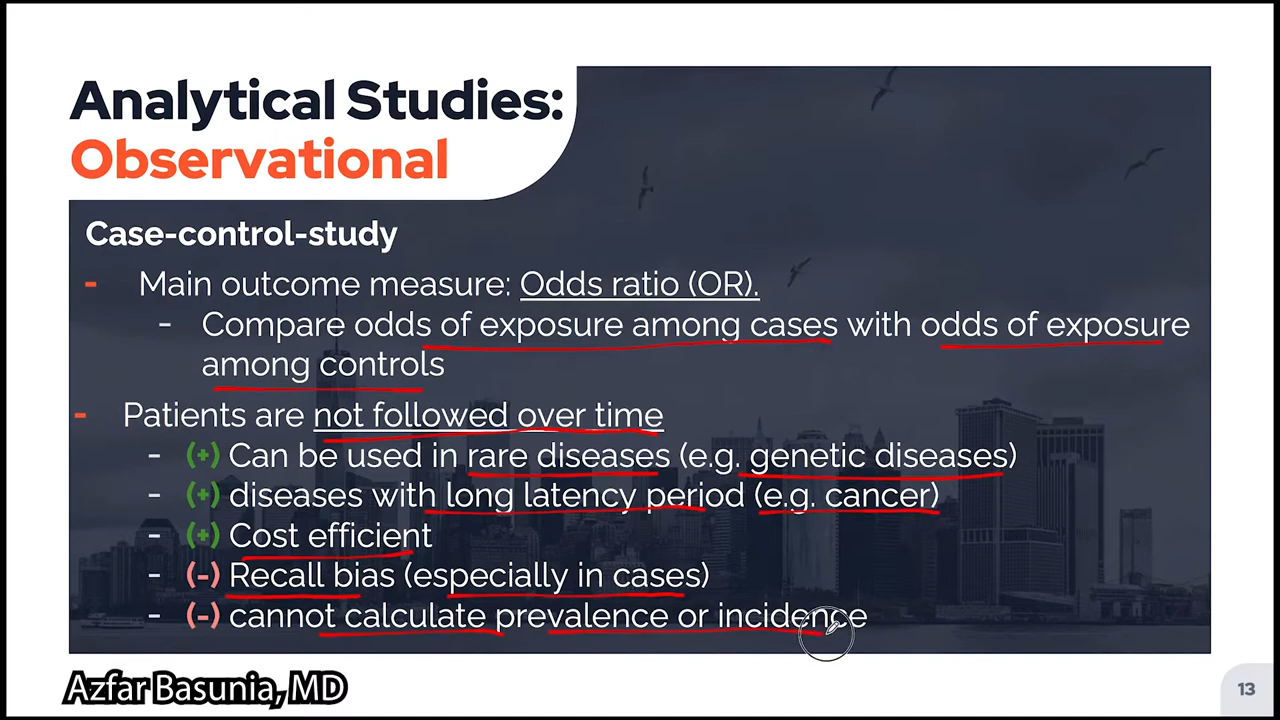 Analytical Studies:
Observational
Case-control-study
- Main outcome measure: Odds ratio (OR).
- Compare odds of exposure among cases with odds of exposure
among controls
- Patients are not followed over time
- (+) Can be used in rare diseases (e.g. genetic diseases)
- (+) diseases with long latency period (e.g. cancer)
- (+) Cost efficient
- (-) Recall bias (especially in cases)
- (-) cannot calculate prevalence or incidence
Azfar Basunia, MD
13